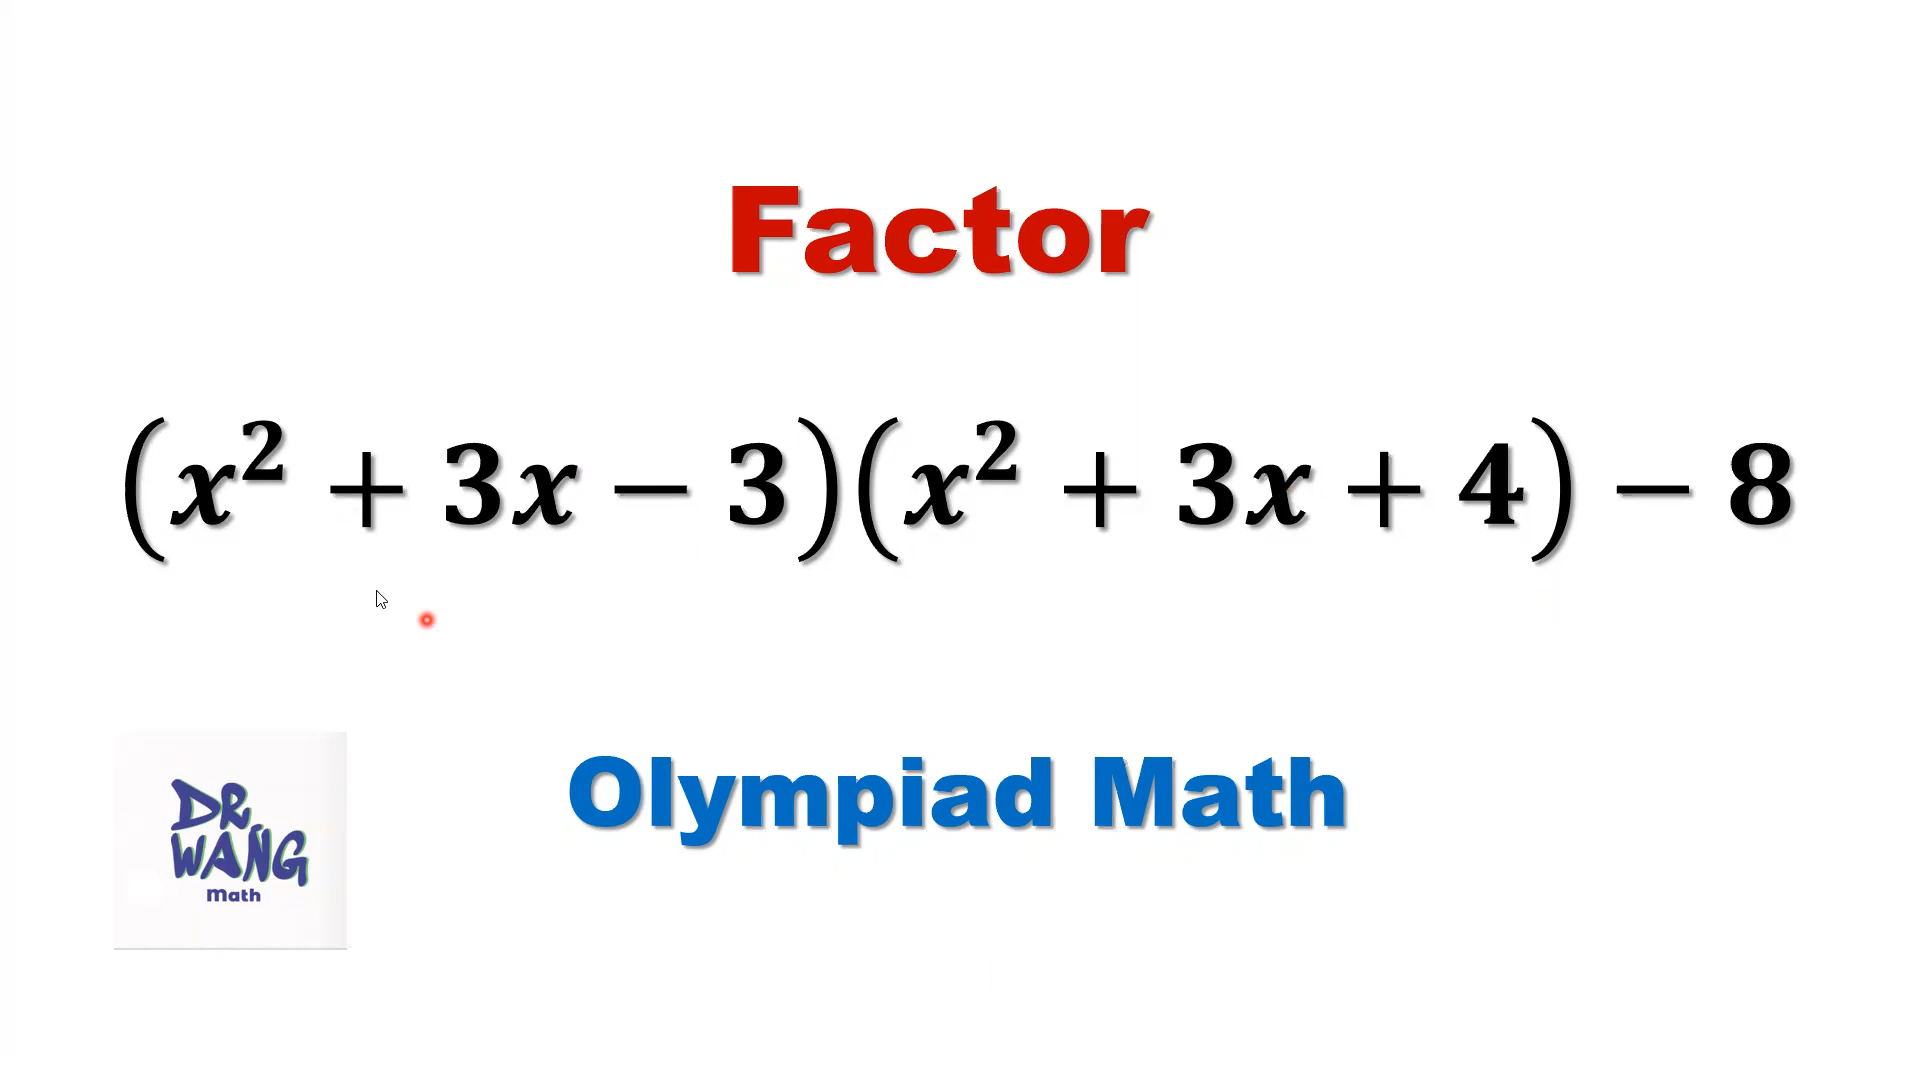 Factor
(x² + 3x − 3)(x² + 3x + 4) − 8
Olympiad Math
DR.
WANG
Math